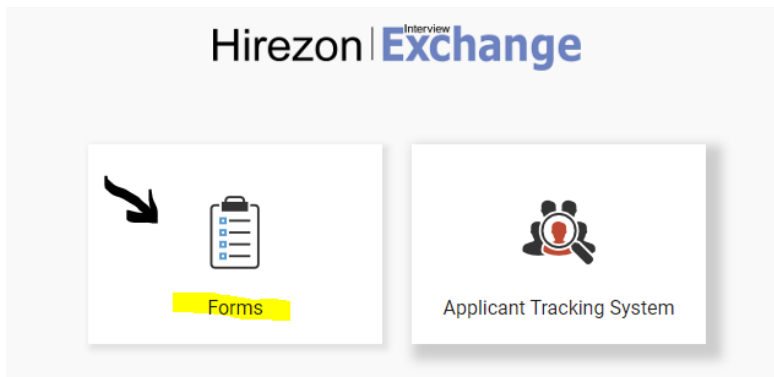 Hirezon | Interview Exchange
Forms
Applicant Tracking System